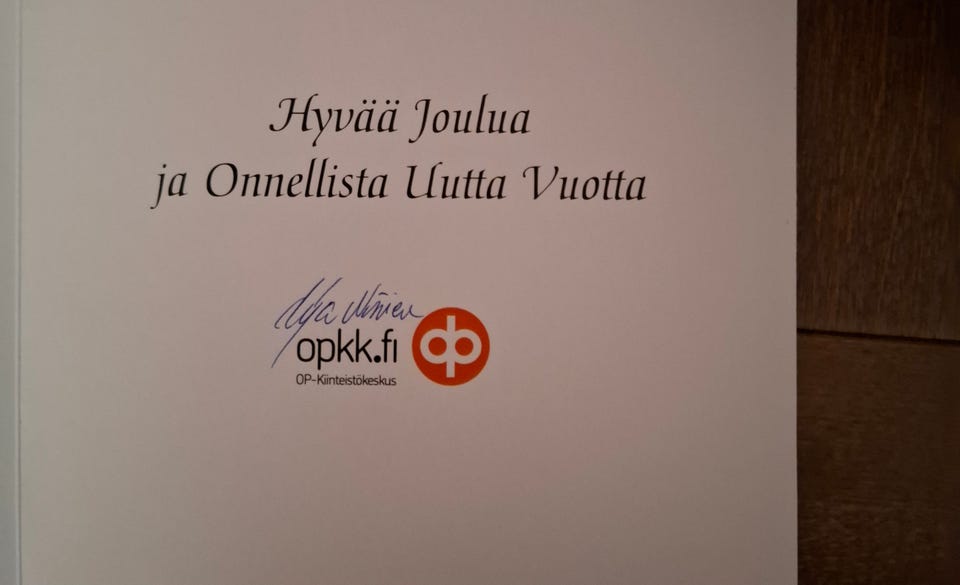 Hyvää Joulua
ja Onnellista Uutta Vuotta
opkk.fi
OP-Kiinteistökeskus